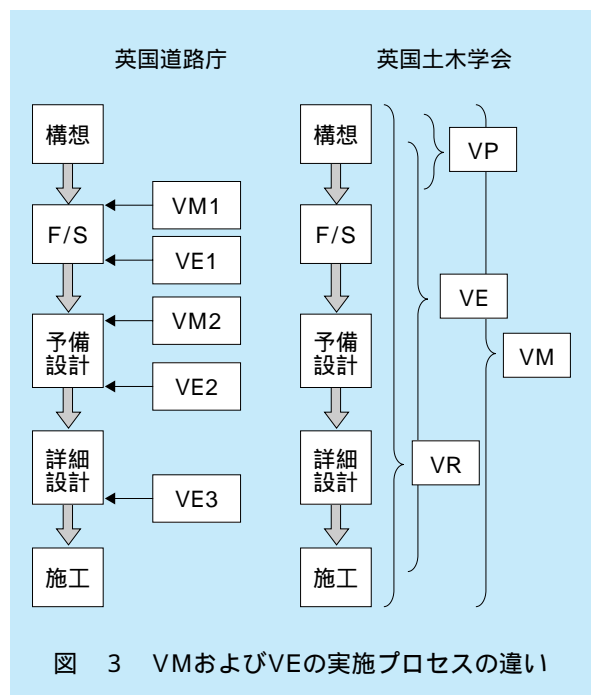 英国道路庁
英国土木学会
構想
F/S
予備
設計
詳細
設計
施工
VM1
VE1
VM2
VE2
VE3
構想
F/S
予備
設計
詳細
設計
施工
VP
VE
VM
VR
図 3 VMおよびVEの実施プロセスの違い